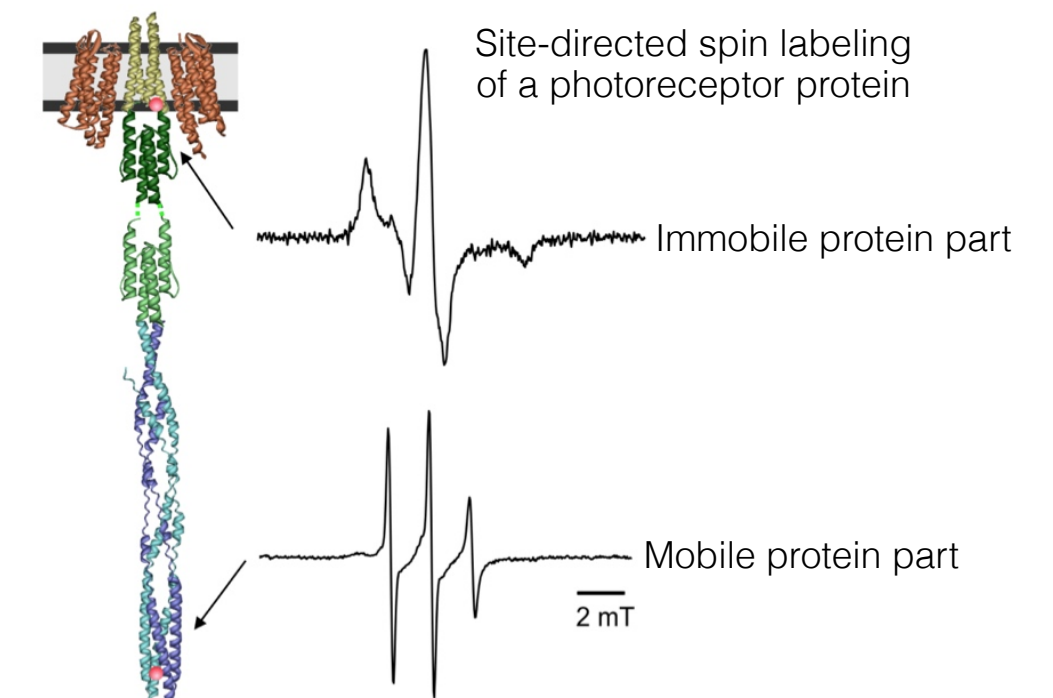 Site-directed spin labeling
of a photoreceptor protein
Immobile protein part
Mobile protein part
2 mT